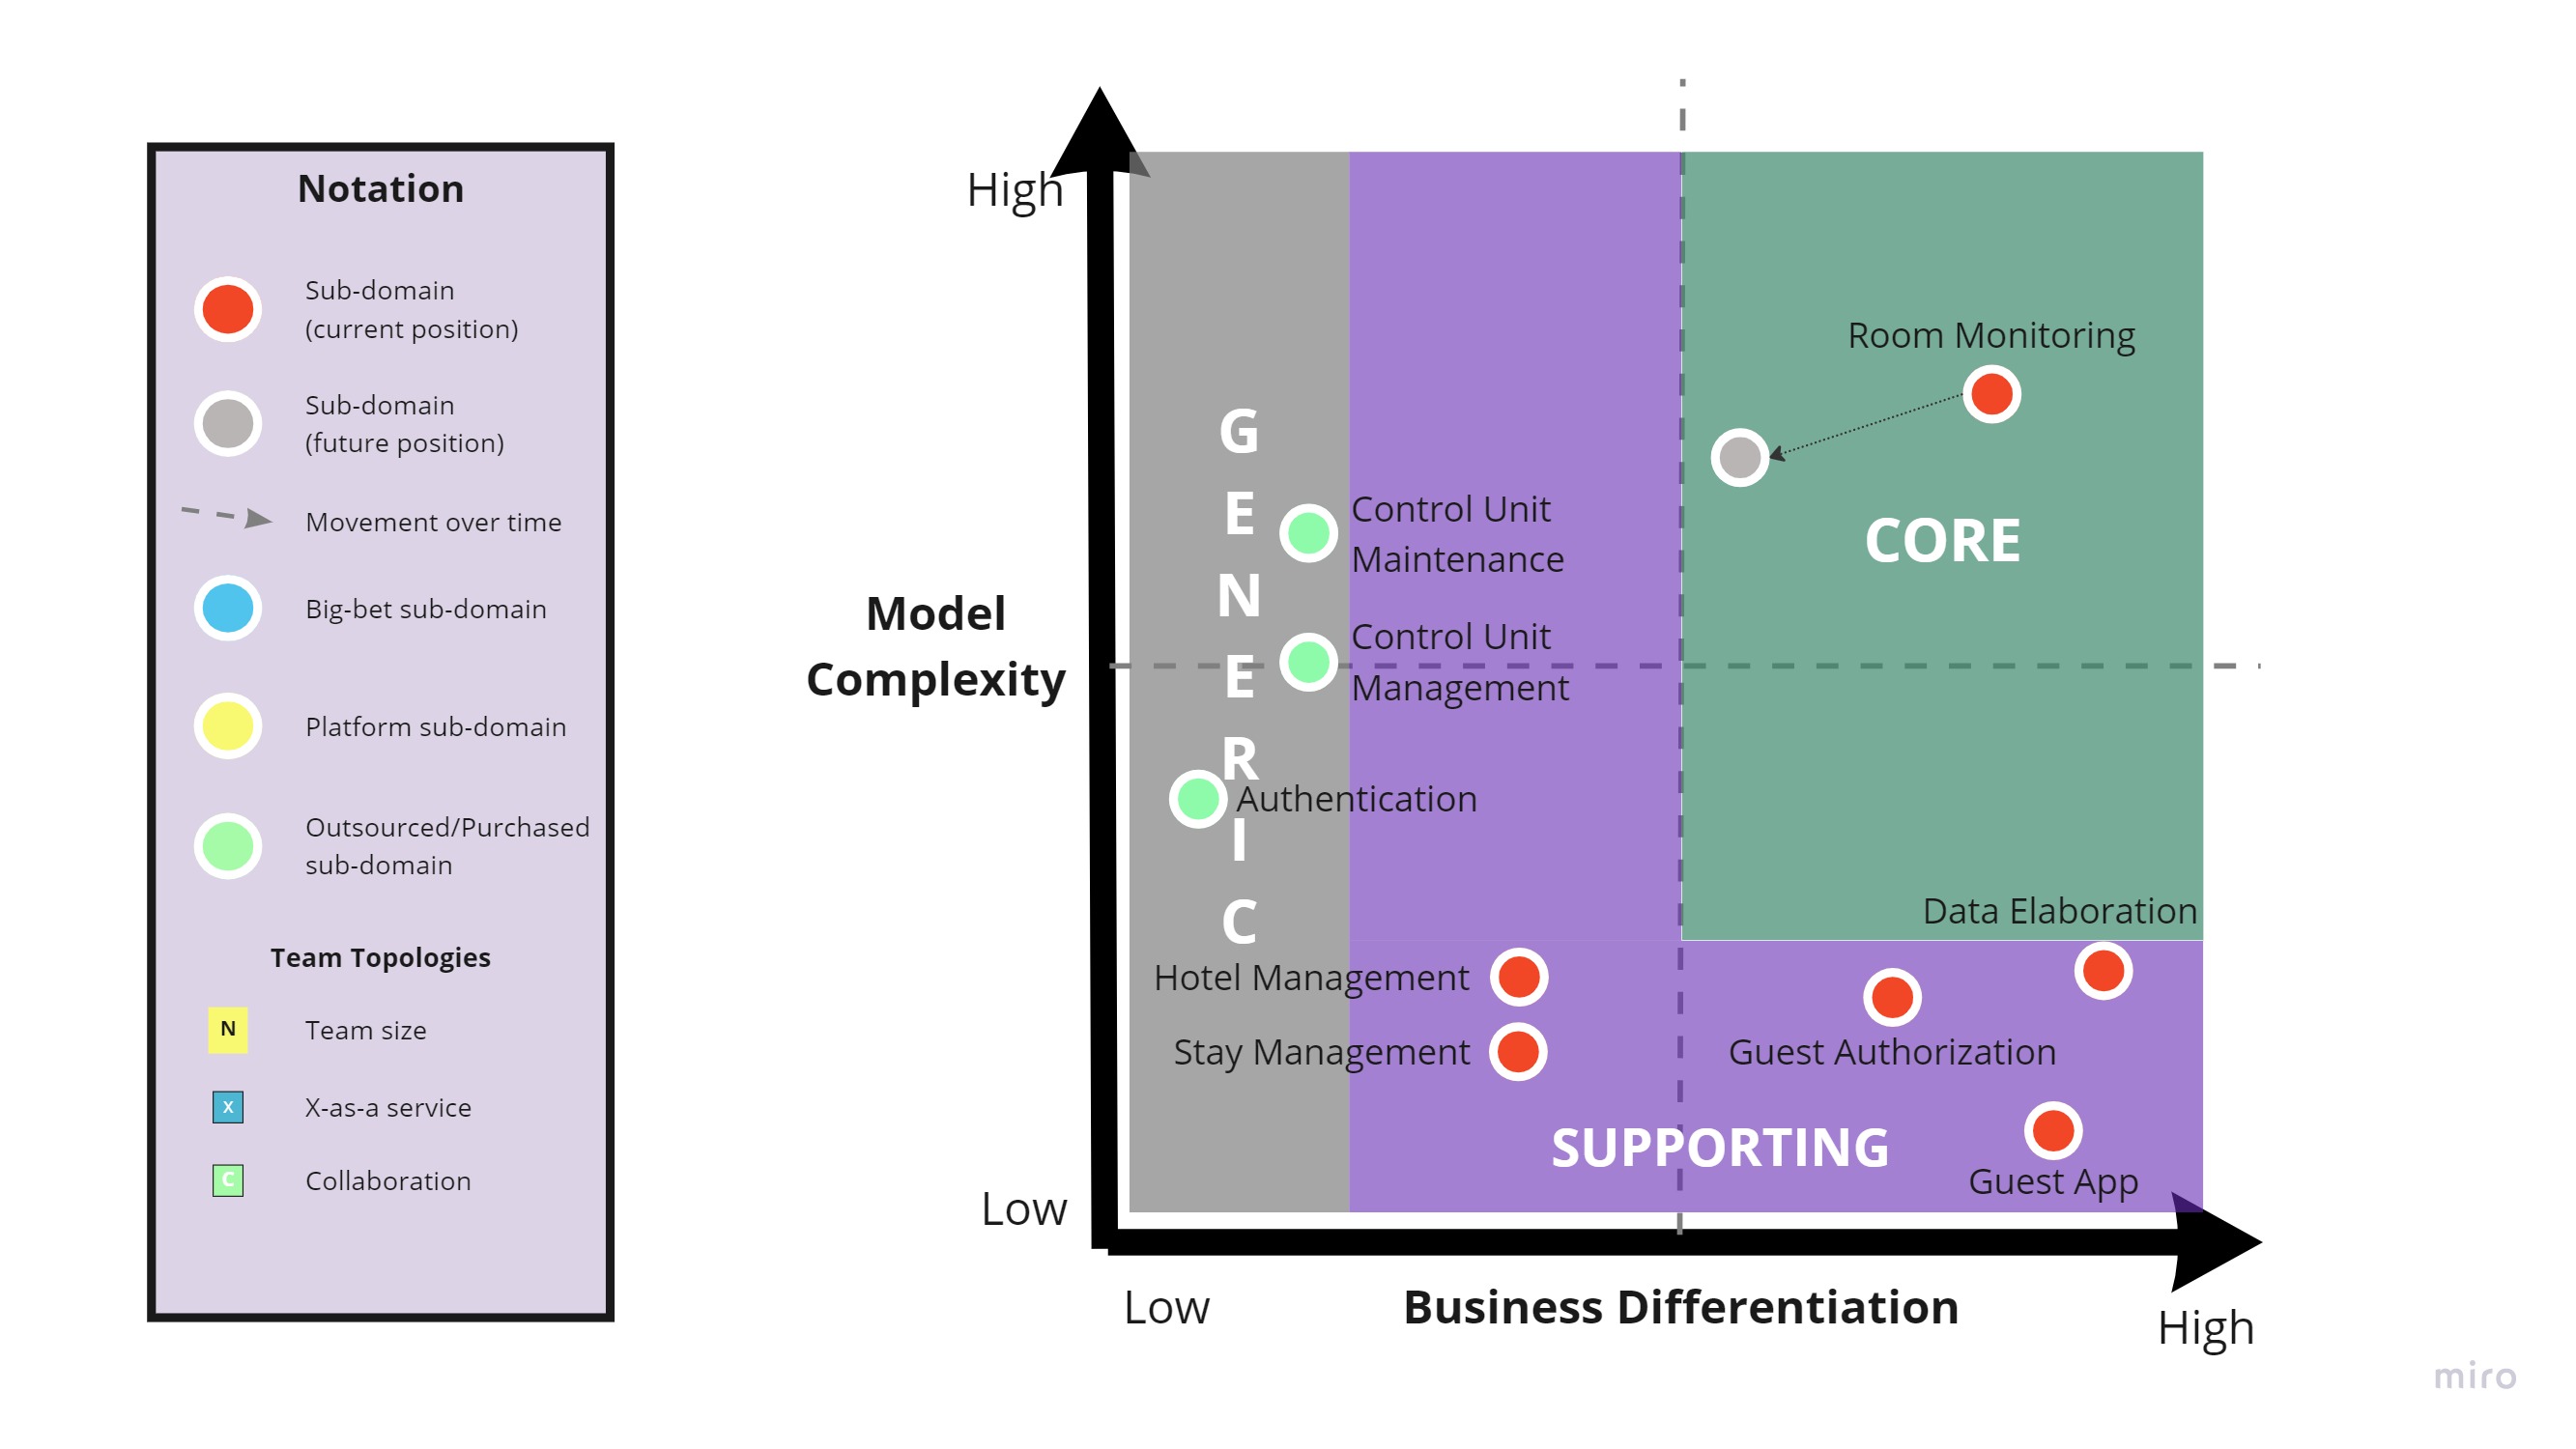 Notation
Sub-domain
(current position)
Sub-domain
(future position)
Movement over time
Big-bet sub-domain
Platform sub-domain
Outsourced/Purchased
sub-domain
Team Topologies
N
Team size
X
X-as-a service
C
Collaboration
High
Model
Complexity
Low
G
E
N
E
R
I
C
Room Monitoring
CORE
Control Unit
Maintenance
Control Unit
Management
Authentication
Data Elaboration
Hotel Management
Stay Management
Guest Authorization
SUPPORTING
Guest App
Low
Business Differentiation
High
miro